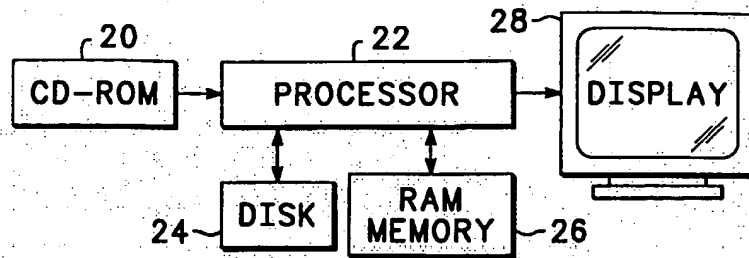 20
22
28
CD-ROM
PROCESSOR
DISPLAY
24
DISK
RAM
MEMORY
26